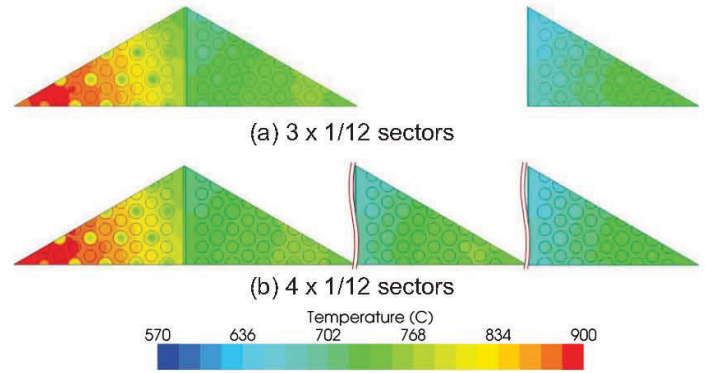 (a) 3 x 1/12 sectors
(b) 4 x 1/12 sectors
Temperature (C)
570 702 834
636 768 900